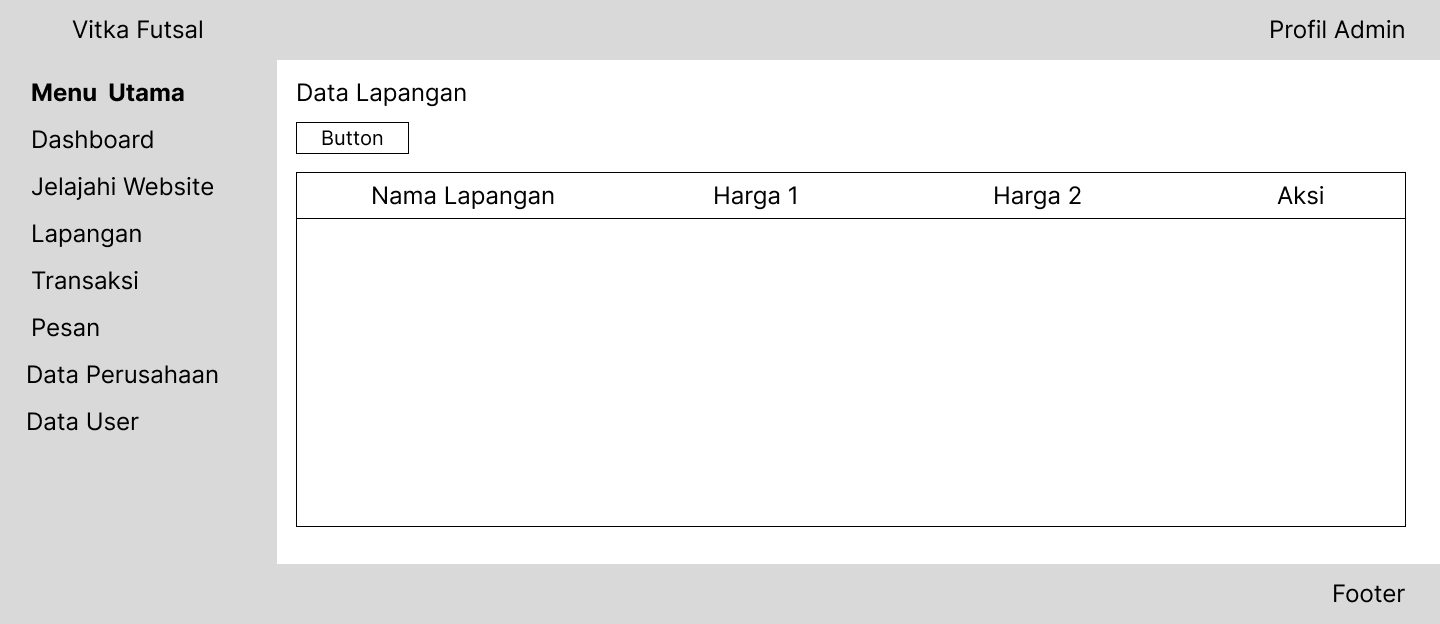 Vitka Futsal
Profil Admin
Menu Utama
Dashboard
Jelajahi Website
Lapangan
Transaksi
Pesan
Data Perusahaan
Data User
Data Lapangan
Button
Nama Lapangan Harga 1 Harga 2 Aksi
Footer